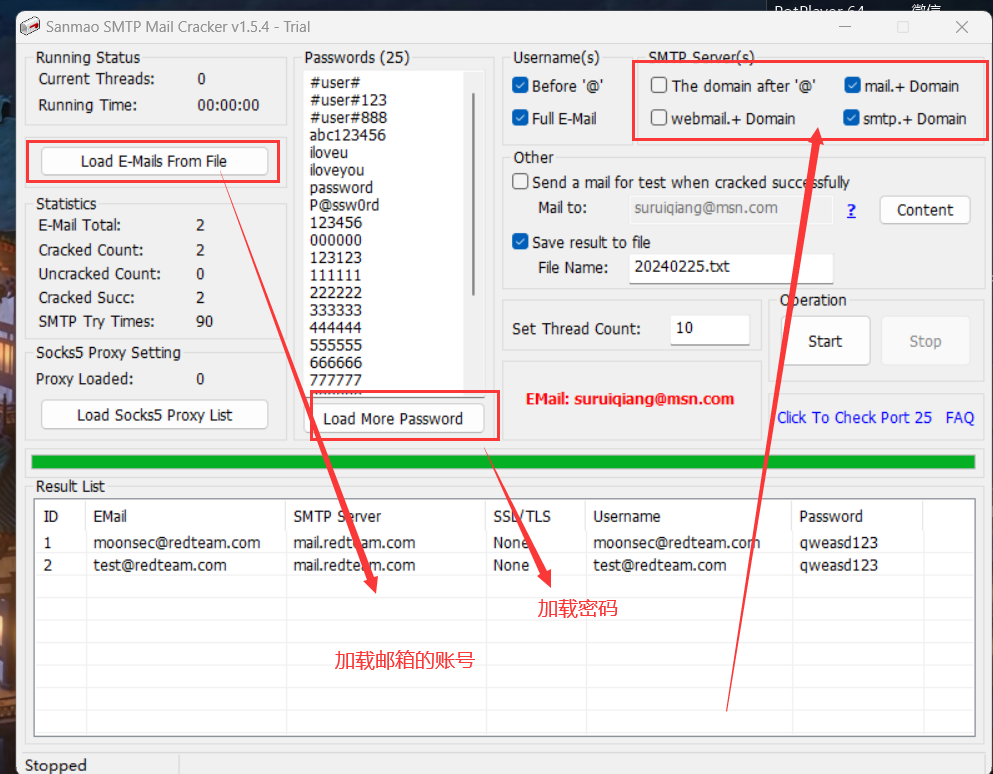 PotPlayer 64 微信
Sanmao SMTP Mail Cracker v1.5.4 - Trial
Running Status
Current Threads: 0
Running Time: 00:00:00
Load E-Mails From File
Statistics
E-Mail Total: 2
Cracked Count: 2
Uncracked Count: 0
Cracked Succ: 2
SMTP Try Times: 90
Socks5 Proxy Setting
Proxy Loaded: 0
Load Socks5 Proxy List
Passwords (25)
#user#
#user#123
#user#888
abc123456
iloveu
iloveyou
password
P@ssw0rd
123456
000000
123123
111111
222222
333333
444444
555555
666666
777777
Load More Password
Username(s)
Before '@'
Full E-Mail
SMTP Server(s)
The domain after '@' mail.+ Domain
webmail.+ Domain smtp.+ Domain
Other
Send a mail for test when cracked successfully
Mail to: suruiqiang@msn.com ? Content
Save result to file
File Name: 20240225.txt
Set Thread Count: 10
Operation
Start Stop
EMail: suruiqiang@msn.com
Click To Check Port 25 FAQ
Result List
ID EMail SMTP Server SSL/TLS Username Password
1 moonsec@redteam.com mail.redteam.com None moonsec@redteam.com qweasd123
2 test@redteam.com mail.redteam.com None test@redteam.com qweasd123
加载密码
加载邮箱的账号
Stopped